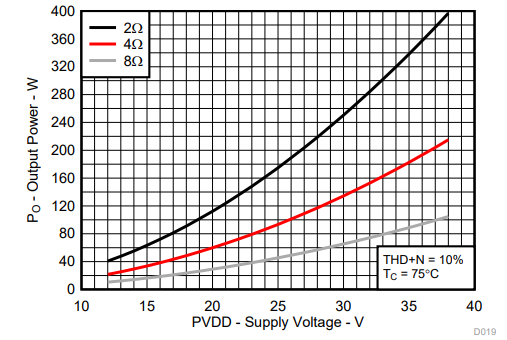 400
360
320
280
240
200
160
120
80
40
0
PO - Output Power - W
2Ω
4Ω
8Ω
THD+N = 10%
TC = 75°C
10 15 20 25 30 35 40
PVDD - Supply Voltage - V
D019